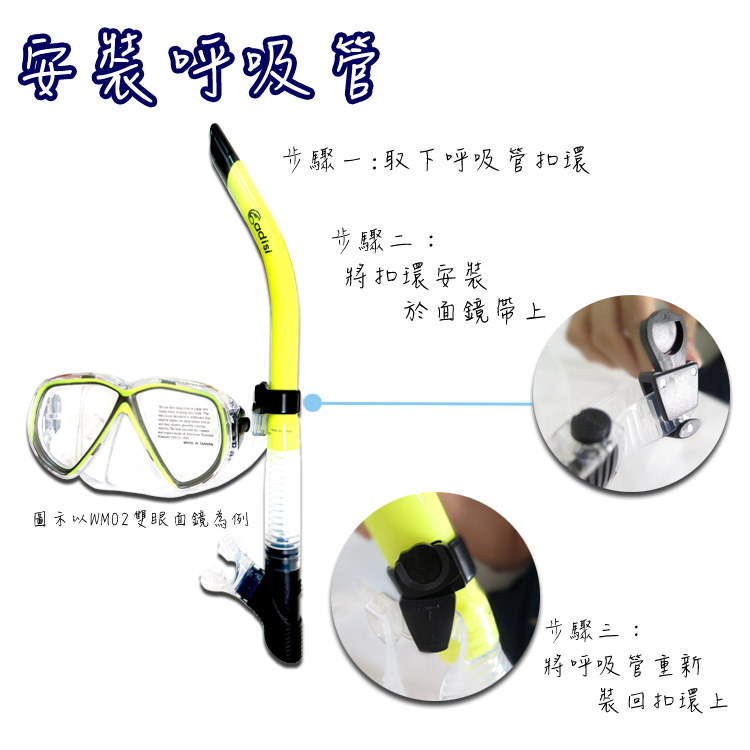 安裝呼吸管
步驟一:取下呼吸管扣環
步驟二：
將扣環安裝
於面鏡帶上
adisi
MADE IN TAIWAN
圖示以WM02雙眼面鏡為例
步驟三：
將呼吸管重新
裝回扣環上